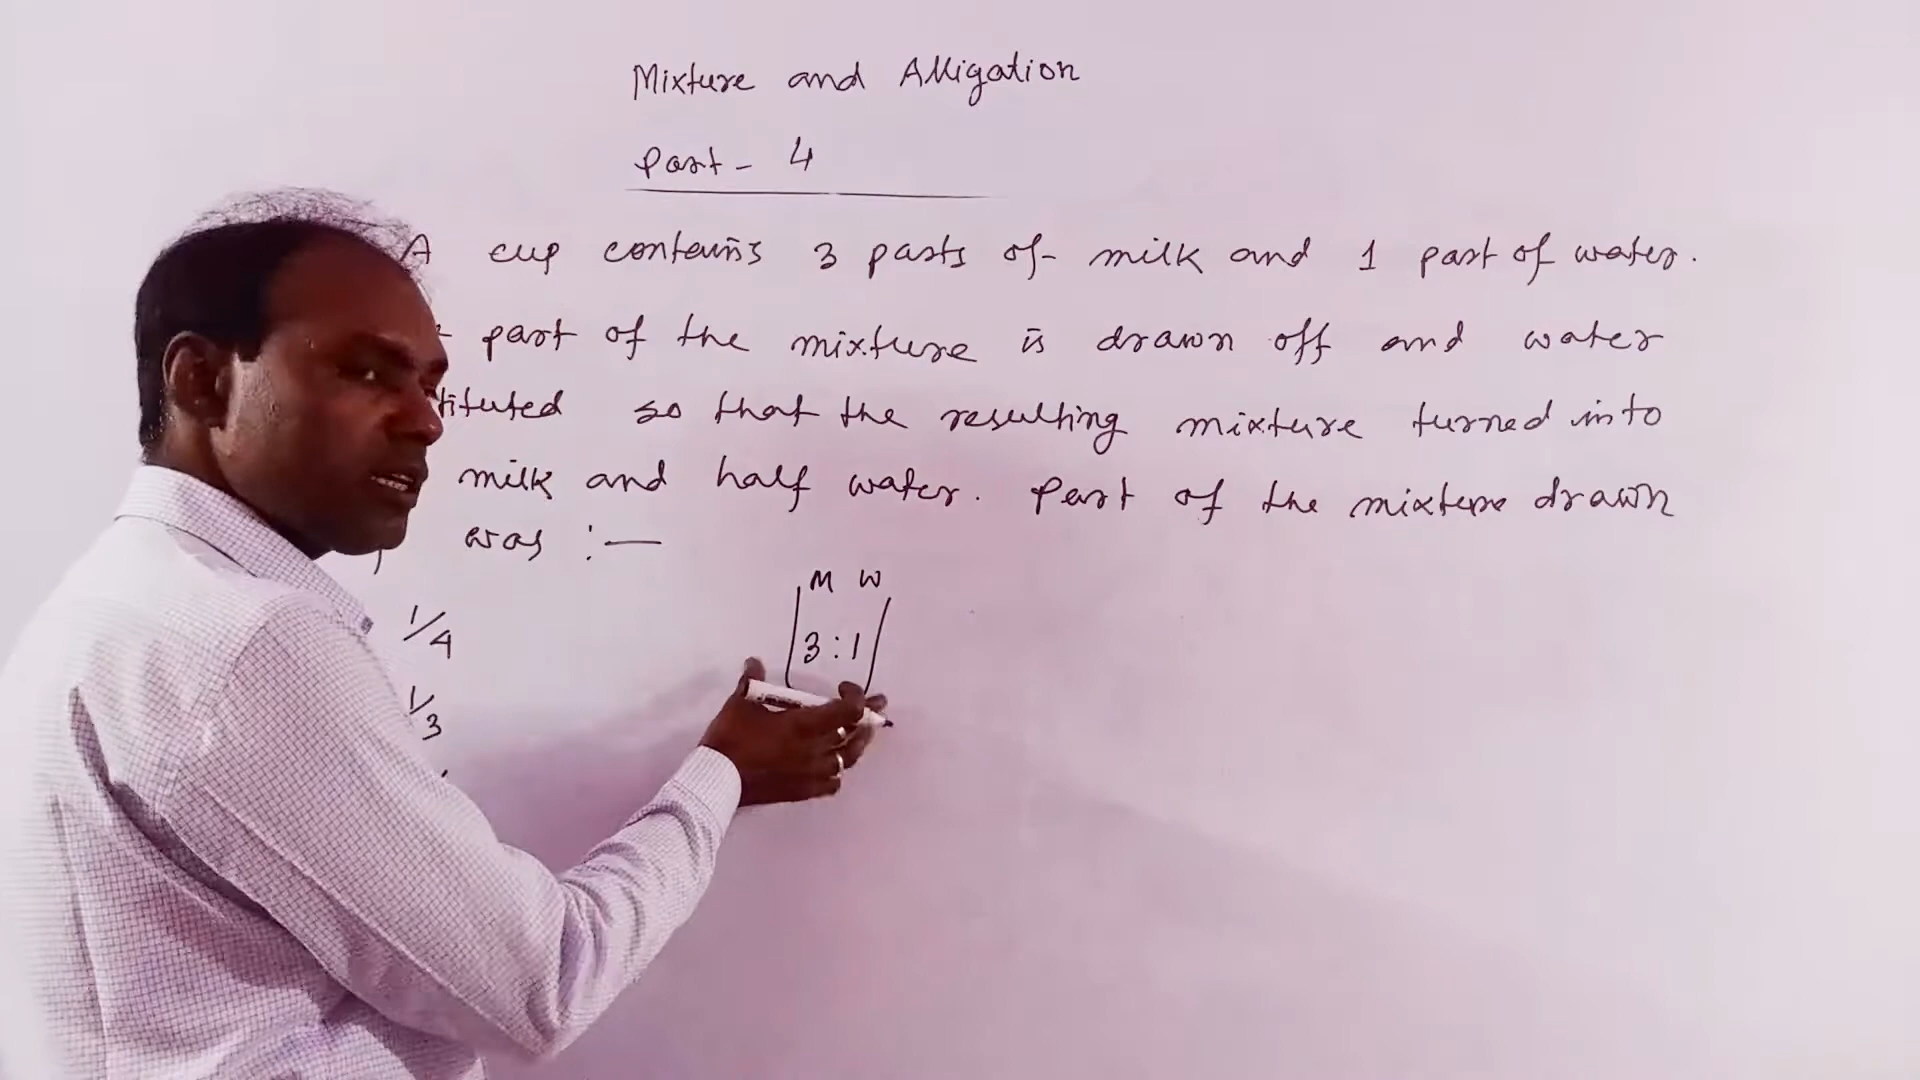 Mixture and Alligation
Part - 4
A cup contains 3 parts of milk and 1 part of water.
part of the mixture is drawn off and water
tituted so that the resulting mixture turned into
milk and half water. Part of the mixture drawn
was :—
M W
3 : 1
1/4
1/3